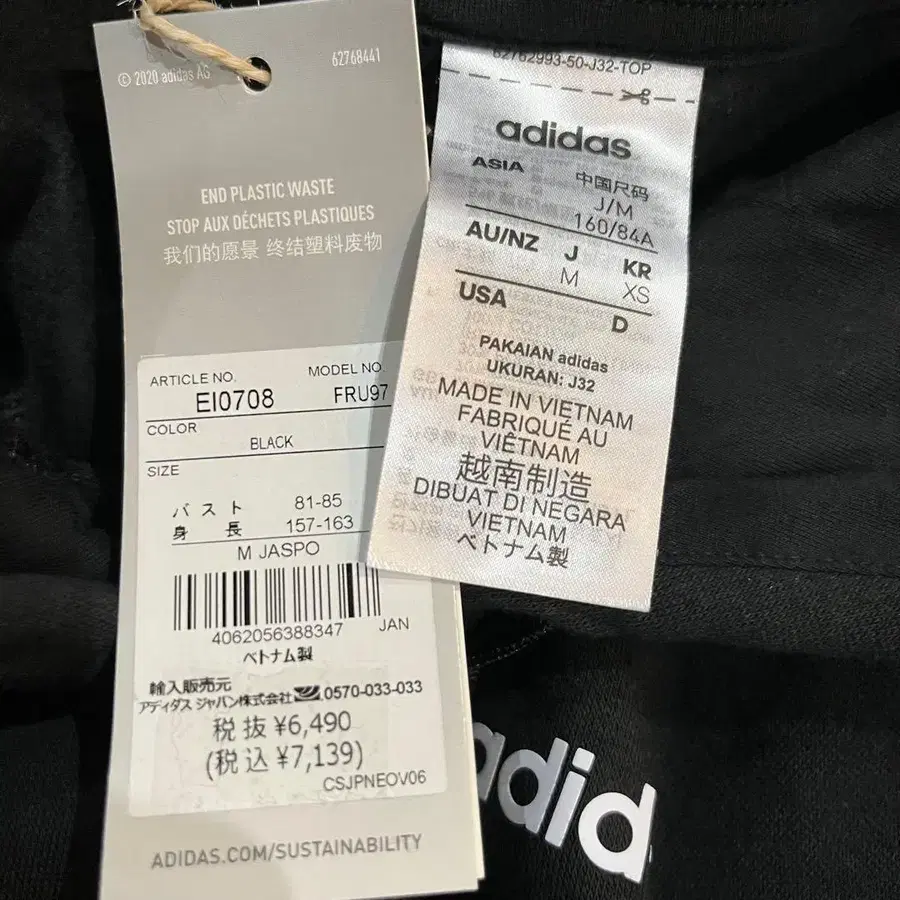 © 2020 adidas AG
62768441
END PLASTIC WASTE
STOP AUX DÉCHETS PLASTIQUES
我们的愿景 终结塑料废物
ARTICLE NO. MODEL NO.
EI0708 FRU97
COLOR
BLACK
SIZE
バスト 81-85
身長 157-163
M JASPO
4062056388347 JAN
ベトナム製
輸入販売元
アディダス ジャパン株式会社 0570-033-033
税抜 ¥6,490
(税込 ¥7,139)
CSJPNEOV06
ADIDAS.COM/SUSTAINABILITY
62762993-50-J32-TOP
adidas
ASIA 中国尺码
J/M
160/84A
AU/NZ J KR
M XS
USA D
PAKAIAN adidas
UKURAN: J32
MADE IN VIETNAM
FABRIQUÉ AU
VIÊTNAM
越南制造
DIBUAT DI NEGARA
VIETNAM
ベトナム製
adid